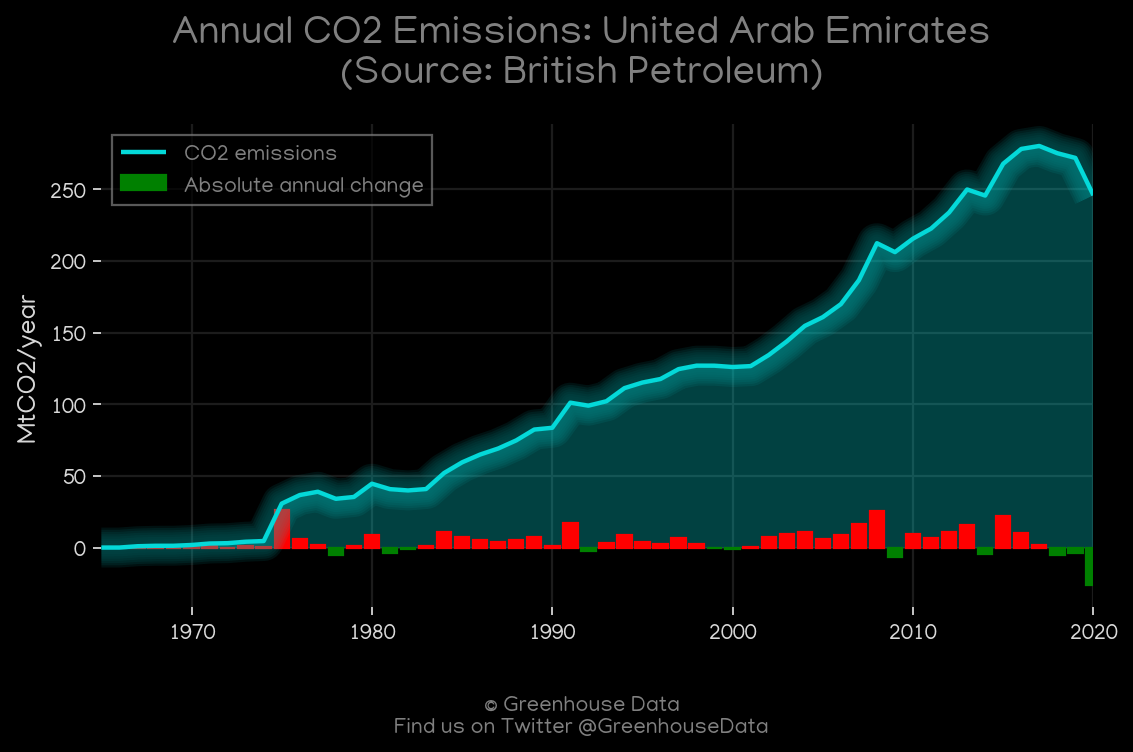 Annual CO2 Emissions: United Arab Emirates
(Source: British Petroleum)
CO2 emissions
Absolute annual change
MtCO2/year
250
200
150
100
50
0
1970
1980
1990
2000
2010
2020
© Greenhouse Data
Find us on Twitter @GreenhouseData